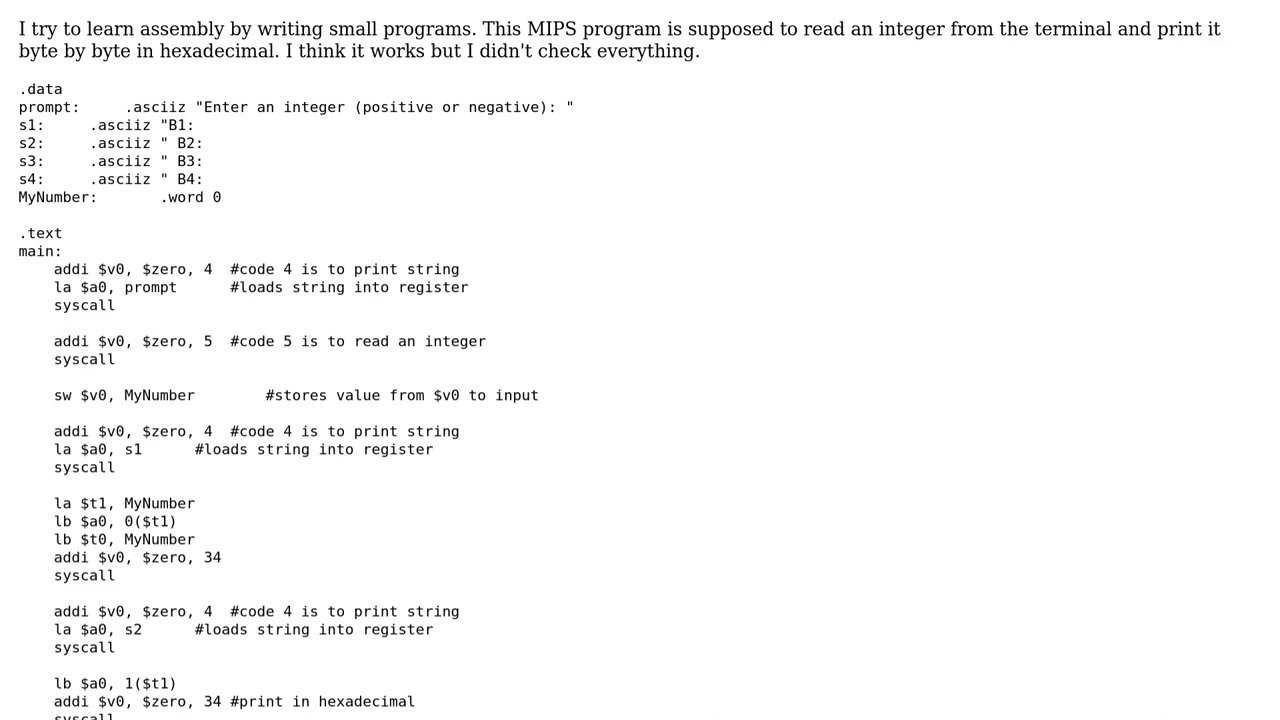 I try to learn assembly by writing small programs. This MIPS program is supposed to read an integer from the terminal and print it
byte by byte in hexadecimal. I think it works but I didn't check everything.
.data
prompt:     .asciiz "Enter an integer (positive or negative): "
s1:     .asciiz "B1:
s2:     .asciiz " B2:
s3:     .asciiz " B3:
s4:     .asciiz " B4:
MyNumber:       .word 0
.text
main:
    addi $v0, $zero, 4  #code 4 is to print string
    la $a0, prompt      #loads string into register
    syscall
    addi $v0, $zero, 5  #code 5 is to read an integer
    syscall
    sw $v0, MyNumber        #stores value from $v0 to input
    addi $v0, $zero, 4  #code 4 is to print string
    la $a0, s1      #loads string into register
    syscall
    la $t1, MyNumber
    lb $a0, 0($t1)
    lb $t0, MyNumber
    addi $v0, $zero, 34
    syscall
    addi $v0, $zero, 4  #code 4 is to print string
    la $a0, s2      #loads string into register
    syscall
    lb $a0, 1($t1)
    addi $v0, $zero, 34 #print in hexadecimal
    syscall